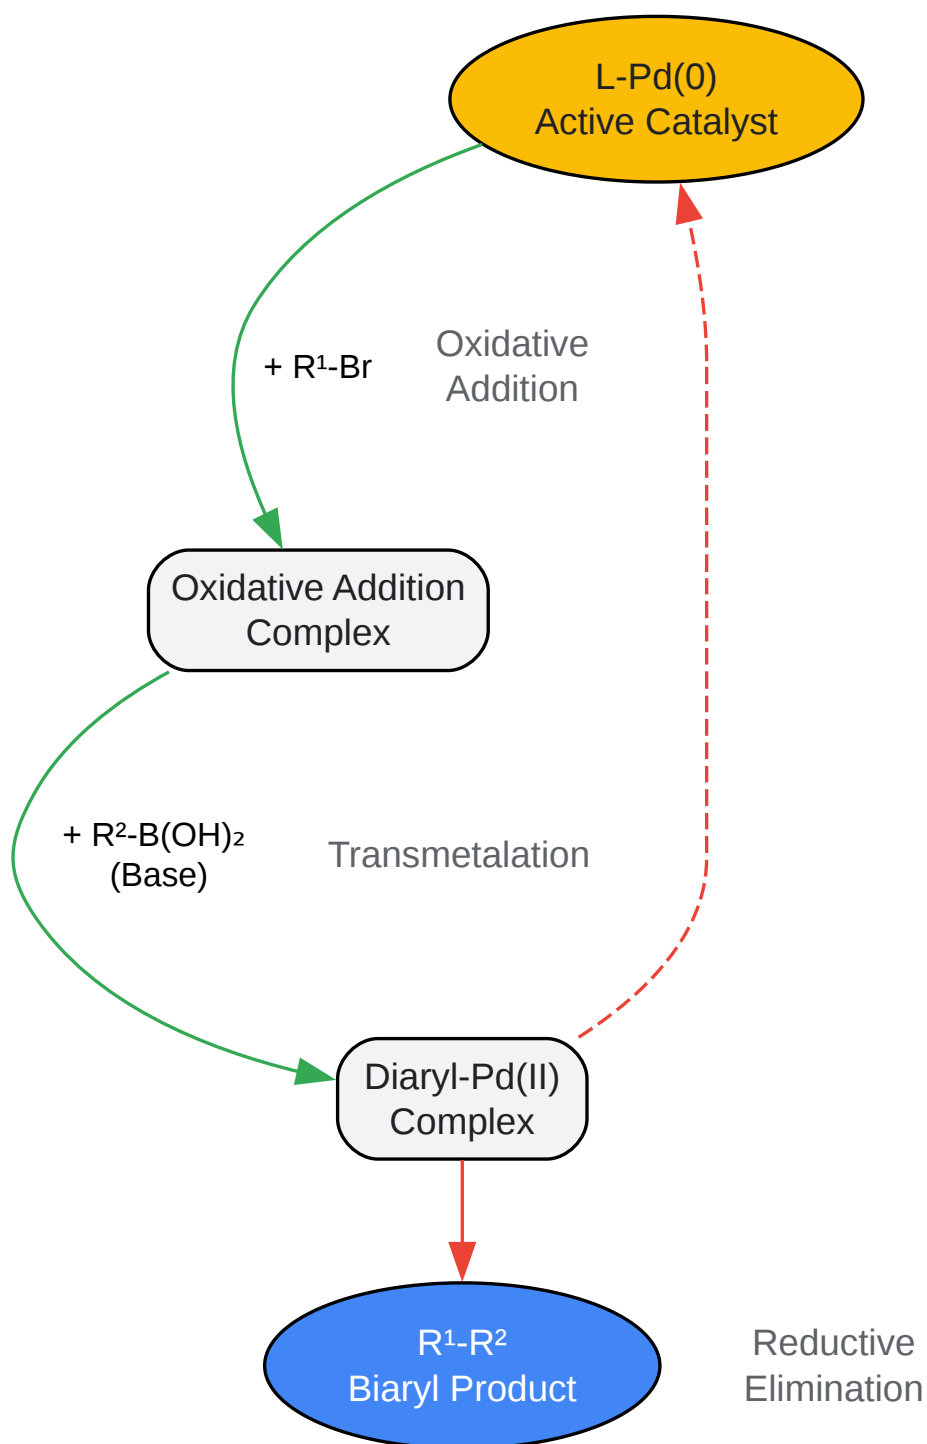 L-Pd(0)
Active Catalyst
+ R¹-Br
Oxidative
Addition
Oxidative Addition
Complex
+ R²-B(OH)₂
(Base)
Transmetalation
Diaryl-Pd(II)
Complex
R¹-R²
Biaryl Product
Reductive
Elimination